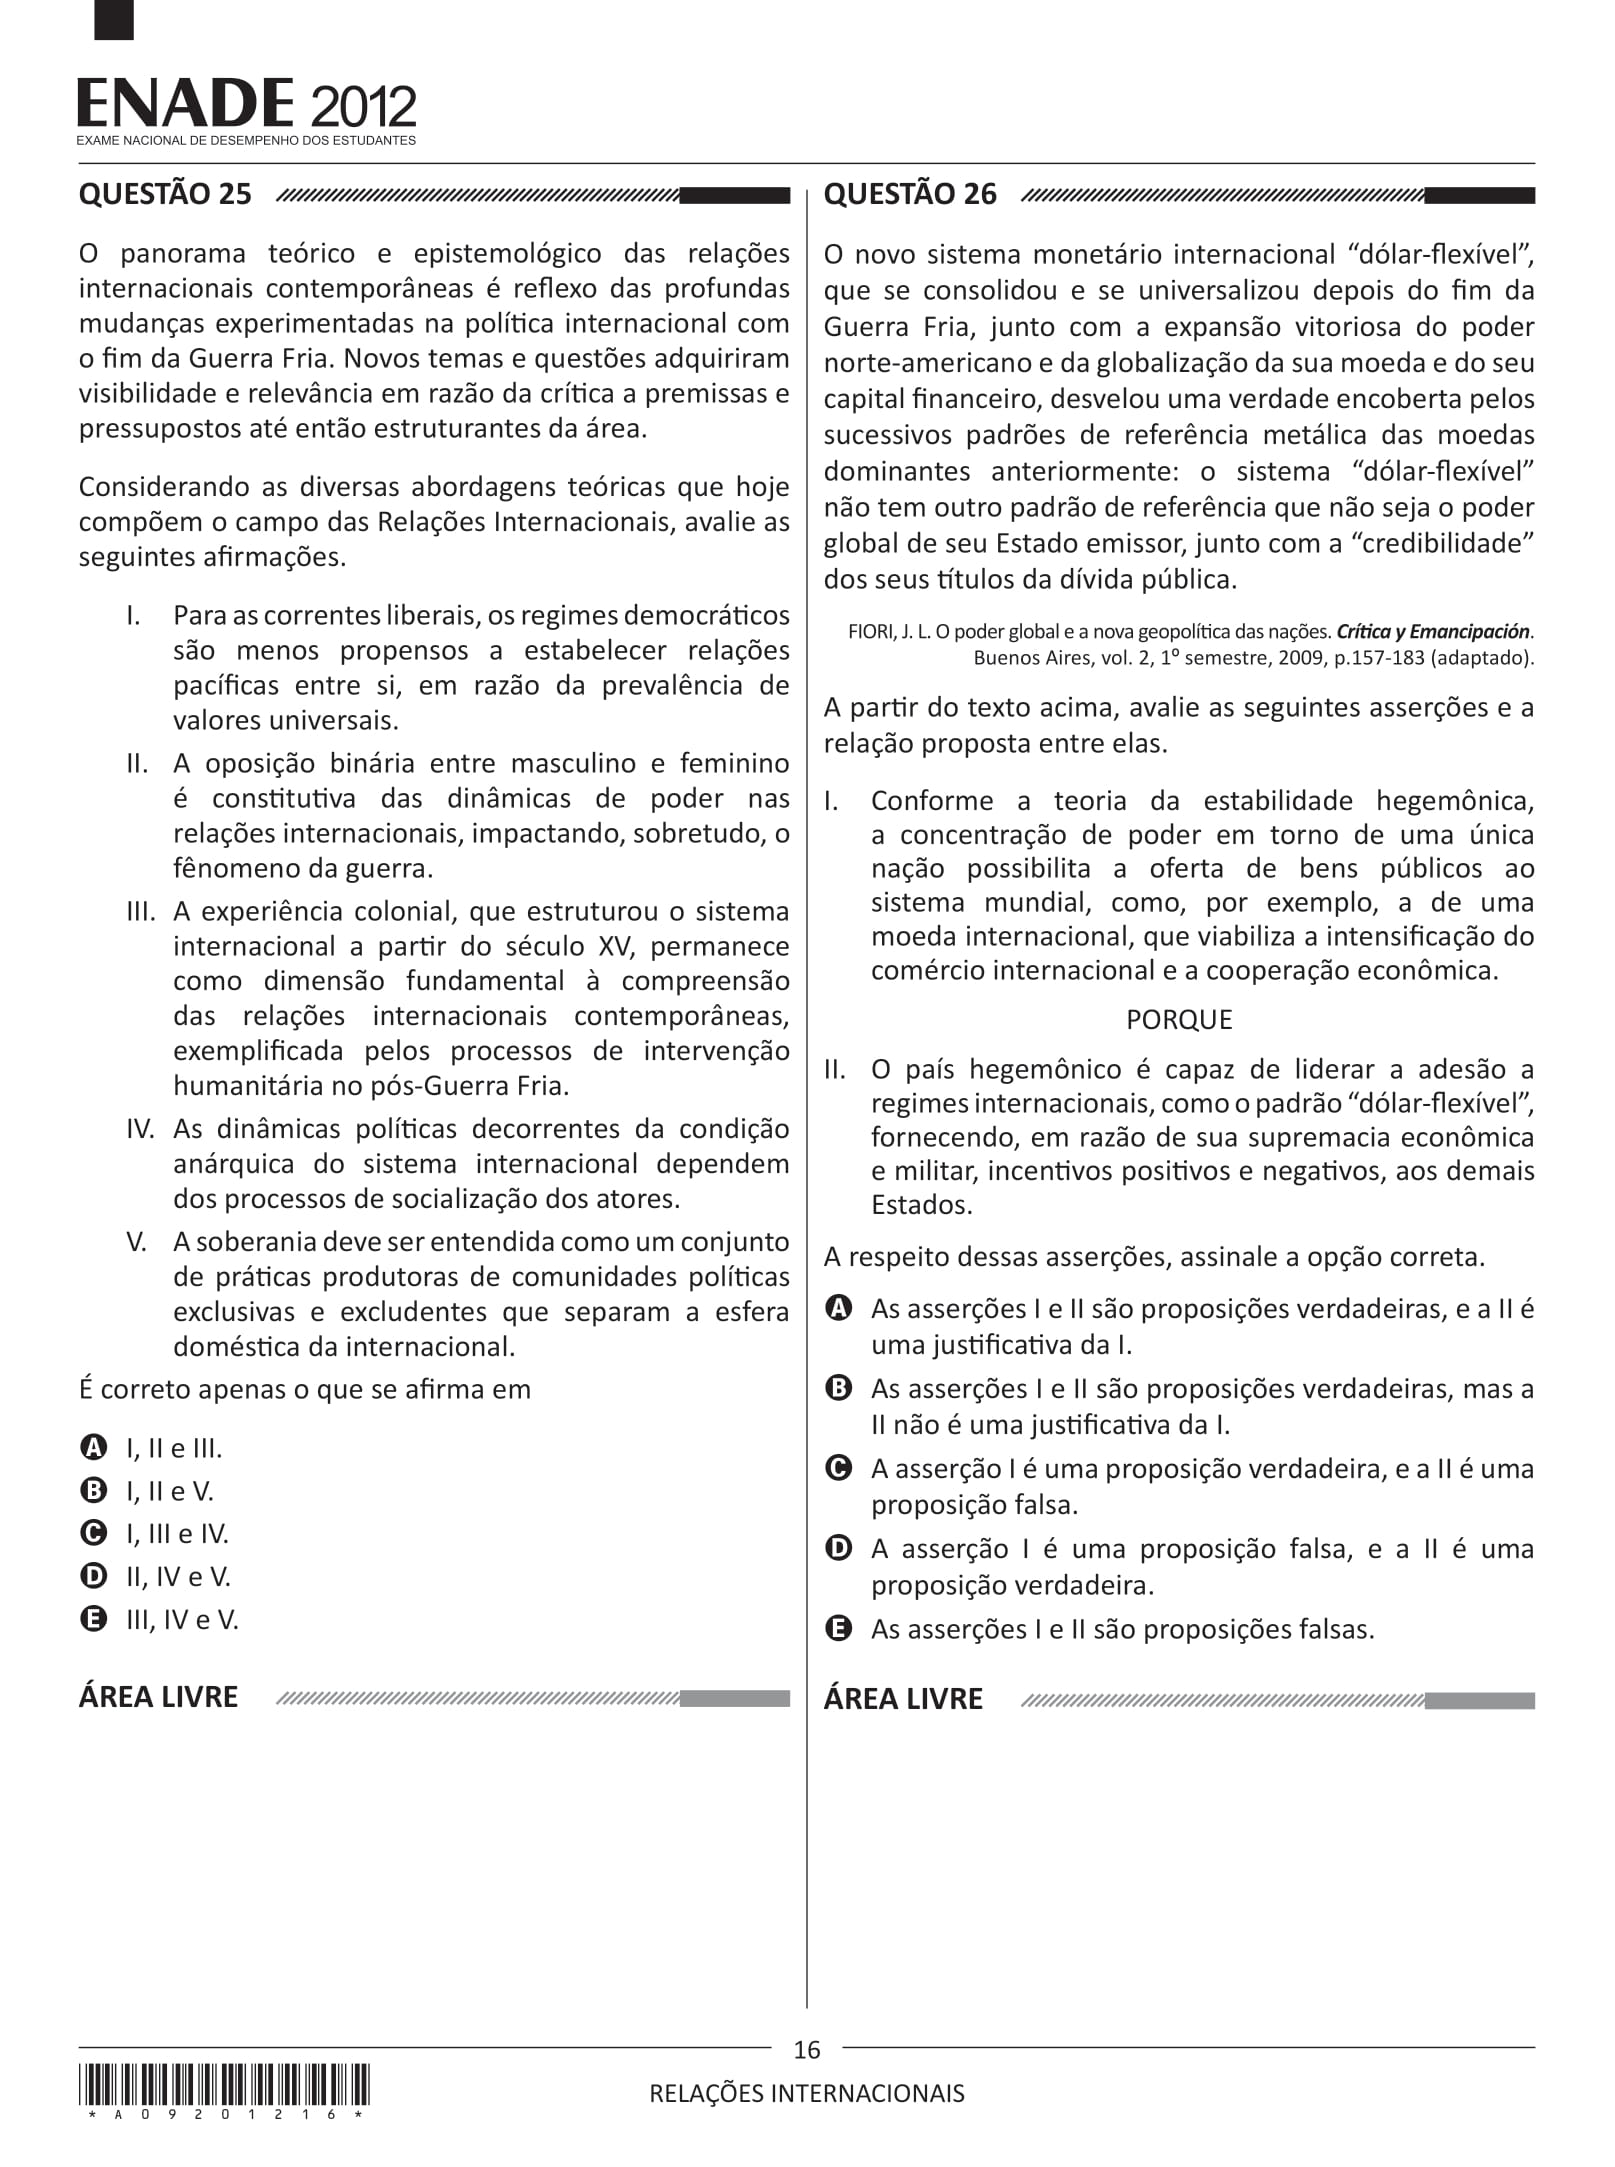 ENADE 2012
EXAME NACIONAL DE DESEMPENHO DOS ESTUDANTES
QUESTÃO 25
O panorama teórico e epistemológico das relações
internacionais contemporâneas é reflexo das profundas
mudanças experimentadas na política internacional com
o fim da Guerra Fria. Novos temas e questões adquiriram
visibilidade e relevância em razão da crítica a premissas e
pressupostos até então estruturantes da área.
Considerando as diversas abordagens teóricas que hoje
compõem o campo das Relações Internacionais, avalie as
seguintes afirmações.
I. Para as correntes liberais, os regimes democráticos
são menos propensos a estabelecer relações
pacíficas entre si, em razão da prevalência de
valores universais.
II. A oposição binária entre masculino e feminino
é constitutiva das dinâmicas de poder nas
relações internacionais, impactando, sobretudo, o
fênomeno da guerra.
III. A experiência colonial, que estruturou o sistema
internacional a partir do século XV, permanece
como dimensão fundamental à compreensão
das relações internacionais contemporâneas,
exemplificada pelos processos de intervenção
humanitária no pós-Guerra Fria.
IV. As dinâmicas políticas decorrentes da condição
anárquica do sistema internacional dependem
dos processos de socialização dos atores.
V. A soberania deve ser entendida como um conjunto
de práticas produtoras de comunidades políticas
exclusivas e excludentes que separam a esfera
doméstica da internacional.
É correto apenas o que se afirma em
A I, II e III.
B I, II e V.
C I, III e IV.
D II, IV e V.
E III, IV e V.
ÁREA LIVRE
QUESTÃO 26
O novo sistema monetário internacional “dólar-flexível”,
que se consolidou e se universalizou depois do fim da
Guerra Fria, junto com a expansão vitoriosa do poder
norte-americano e da globalização da sua moeda e do seu
capital financeiro, desvelou uma verdade encoberta pelos
sucessivos padrões de referência metálica das moedas
dominantes anteriormente: o sistema “dólar-flexível”
não tem outro padrão de referência que não seja o poder
global de seu Estado emissor, junto com a “credibilidade”
dos seus títulos da dívida pública.
FIORI, J. L. O poder global e a nova geopolítica das nações. Crítica y Emancipación.
Buenos Aires, vol. 2, 1º semestre, 2009, p.157-183 (adaptado).
A partir do texto acima, avalie as seguintes asserções e a
relação proposta entre elas.
I. Conforme a teoria da estabilidade hegemônica,
a concentração de poder em torno de uma única
nação possibilita a oferta de bens públicos ao
sistema mundial, como, por exemplo, a de uma
moeda internacional, que viabiliza a intensificação do
comércio internacional e a cooperação econômica.
PORQUE
II. O país hegemônico é capaz de liderar a adesão a
regimes internacionais, como o padrão “dólar-flexível”,
fornecendo, em razão de sua supremacia econômica
e militar, incentivos positivos e negativos, aos demais
Estados.
A respeito dessas asserções, assinale a opção correta.
A As asserções I e II são proposições verdadeiras, e a II é
uma justificativa da I.
B As asserções I e II são proposições verdadeiras, mas a
II não é uma justificativa da I.
C A asserção I é uma proposição verdadeira, e a II é uma
proposição falsa.
D A asserção I é uma proposição falsa, e a II é uma
proposição verdadeira.
E As asserções I e II são proposições falsas.
ÁREA LIVRE
16
RELAÇÕES INTERNACIONAIS
*A09201216*